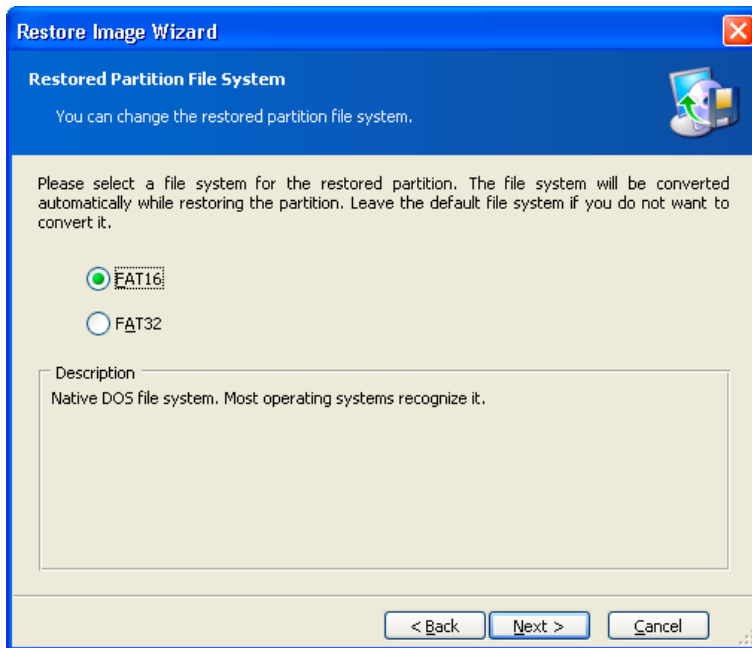 Restore Image Wizard
Restored Partition File System
You can change the restored partition file system.
Please select a file system for the restored partition. The file system will be converted
automatically while restoring the partition. Leave the default file system if you do not want to
convert it.
FAT16
FAT32
Description
Native DOS file system. Most operating systems recognize it.
< Back Next > Cancel